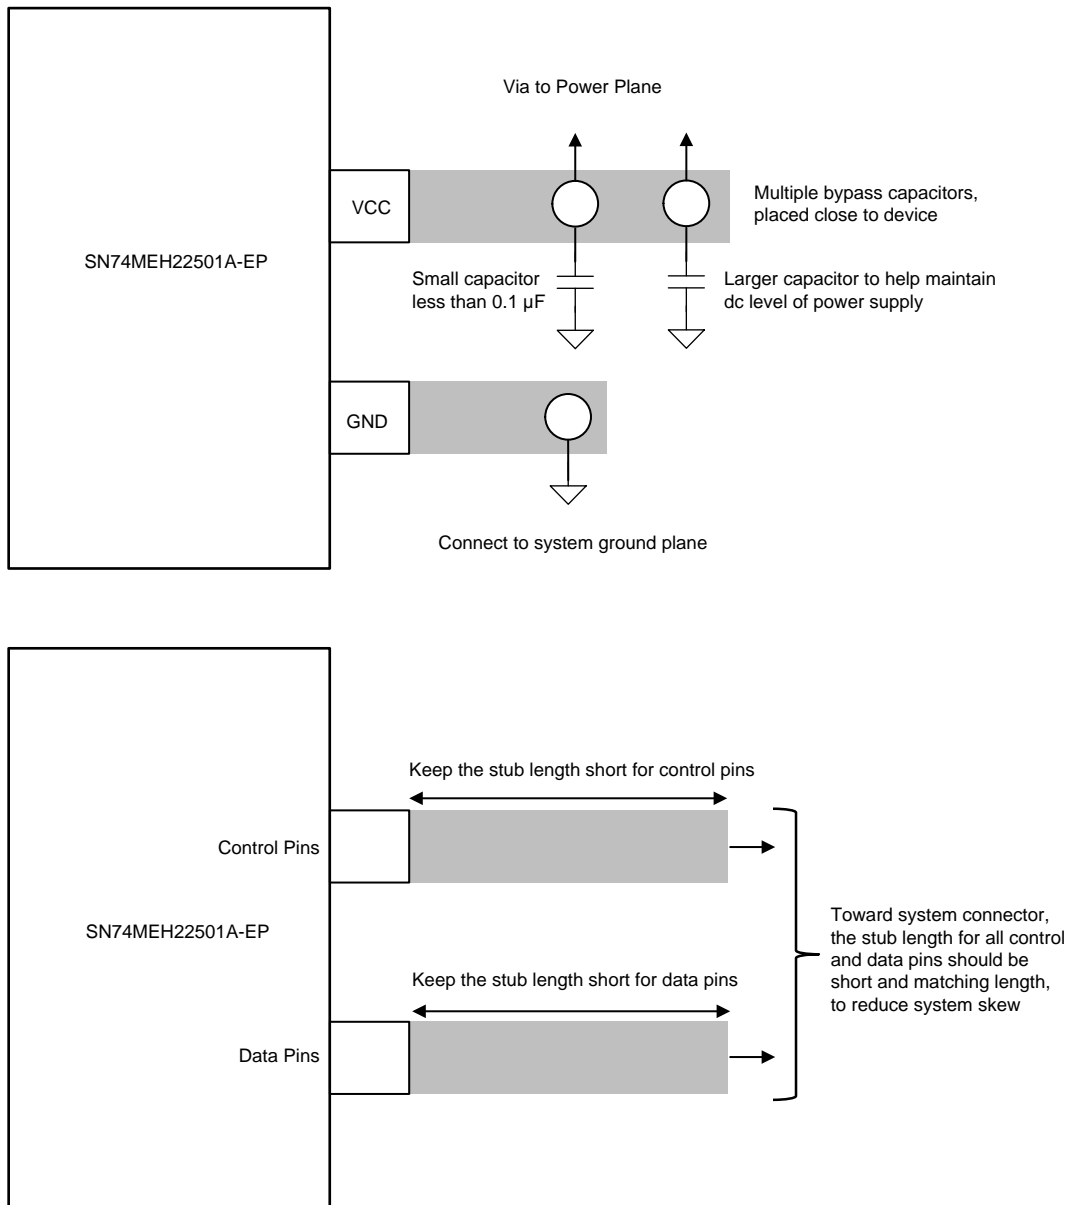 Via to Power Plane
VCC
Multiple bypass capacitors,
placed close to device
SN74MEH22501A-EP
Small capacitor
less than 0.1 µF
Larger capacitor to help maintain
dc level of power supply
GND
Connect to system ground plane
Keep the stub length short for control pins
Control Pins
SN74MEH22501A-EP
Toward system connector,
the stub length for all control
and data pins should be
short and matching length,
to reduce system skew
Keep the stub length short for data pins
Data Pins